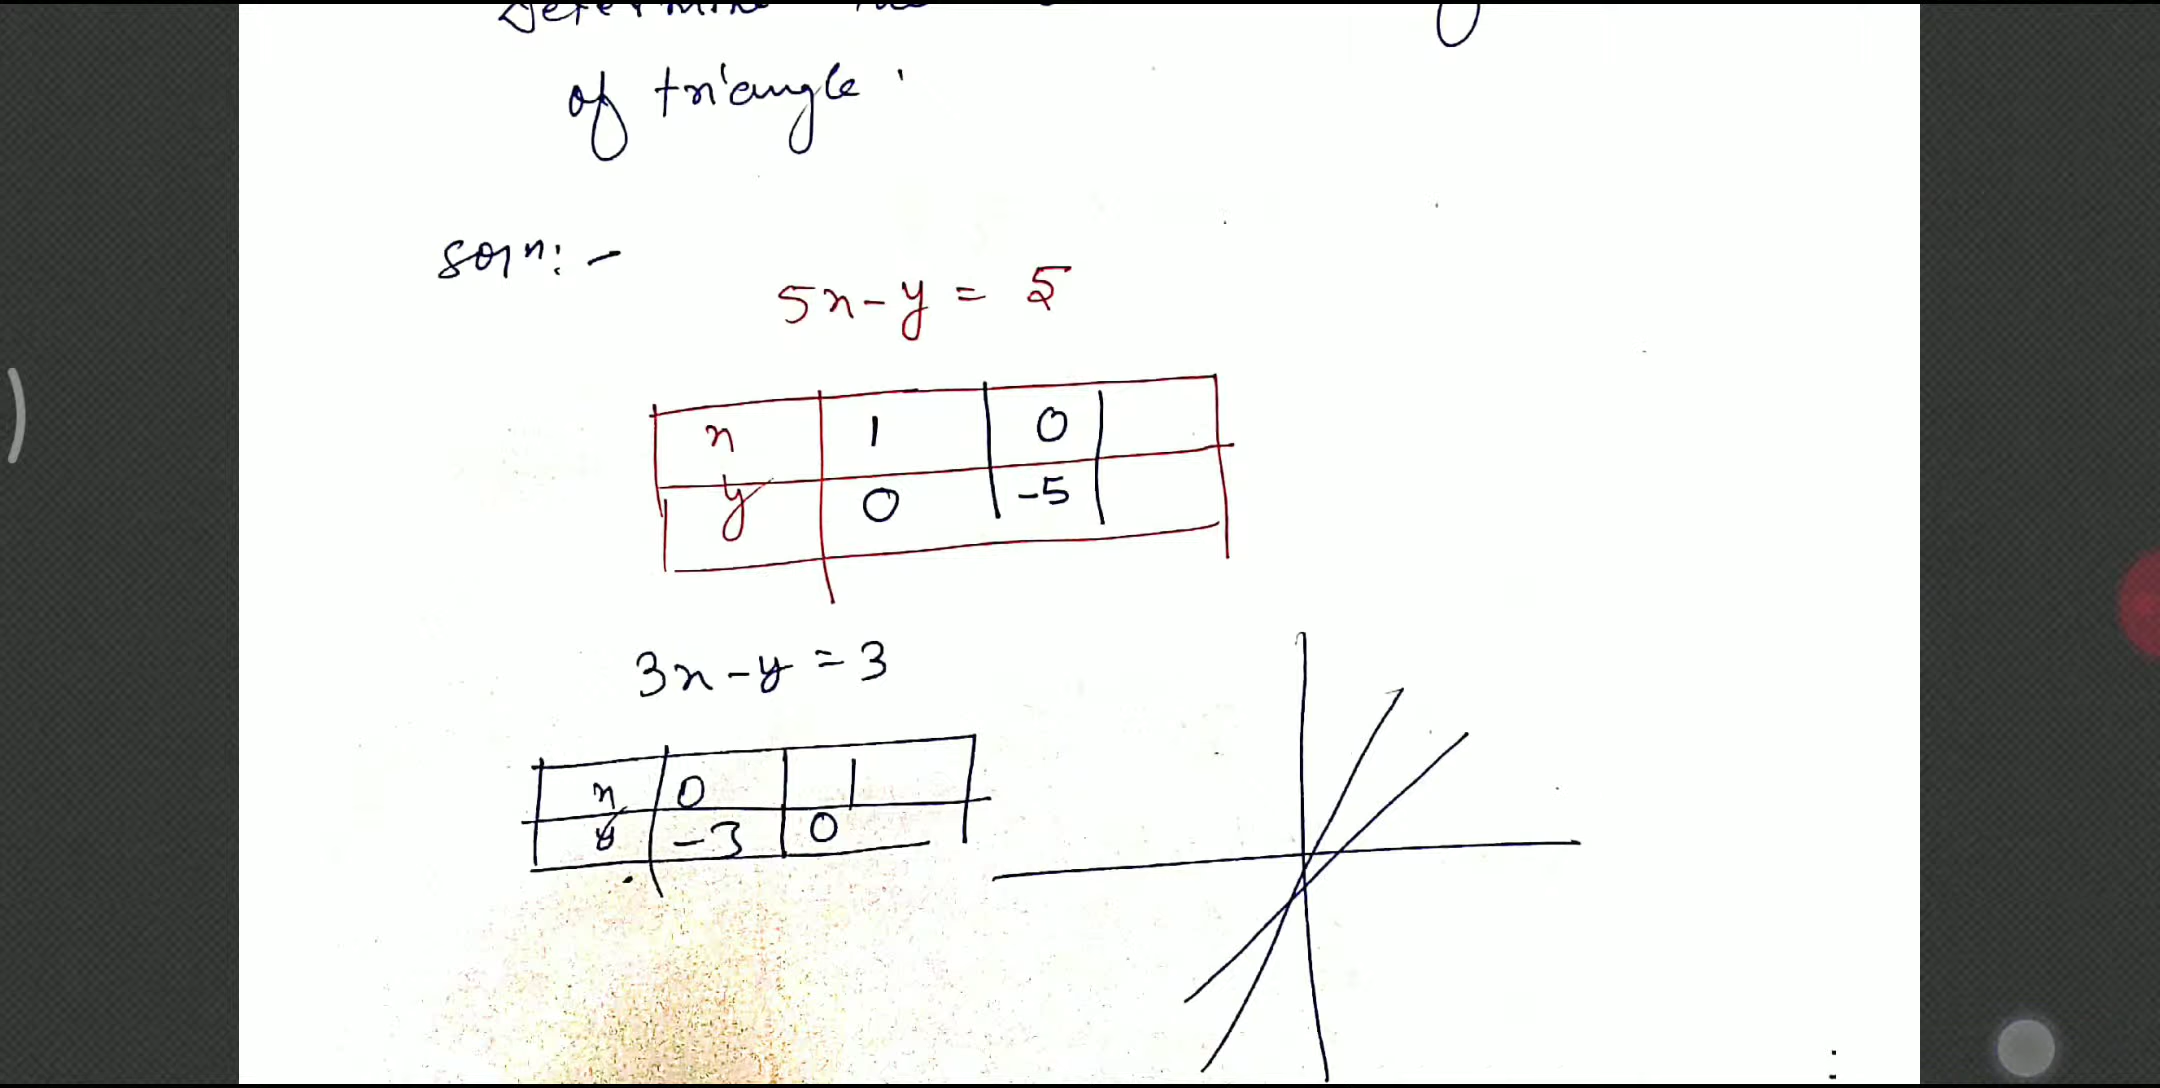 of triangle.
Soln: -
5x - y = 5
x 1 0
y 0 -5
3x - y = 3
x 0 1
y -3 0